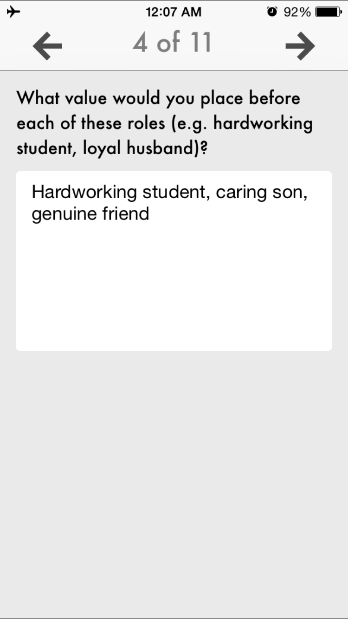 12:07 AM
92%
4 of 11
What value would you place before
each of these roles (e.g. hardworking
student, loyal husband)?
Hardworking student, caring son,
genuine friend